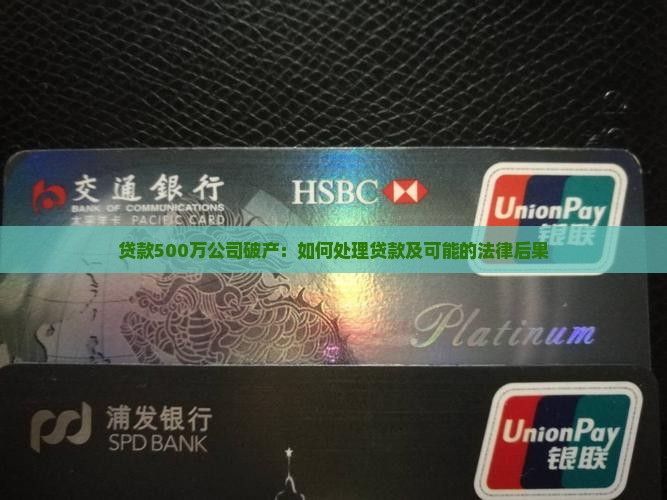 交通銀行
BANK OF COMMUNICATIONS
太平洋卡 PACIFIC CARD
HSBC
UnionPay
银联
贷款500万公司破产：如何处理贷款及可能的法律后果
Platinum
浦发银行
SPD BANK
UnionPay
银联